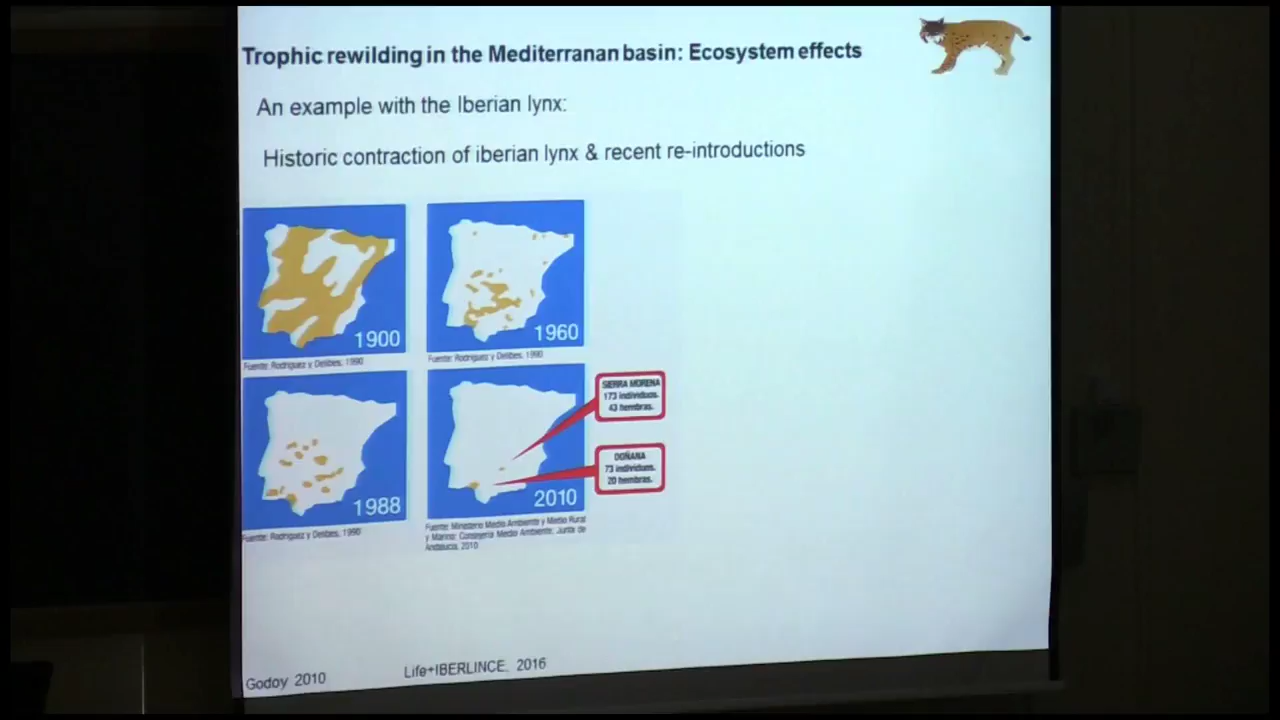 Trophic rewilding in the Mediterranan basin: Ecosystem effects
An example with the Iberian lynx:
Historic contraction of iberian lynx & recent re-introductions
1900
Fuente: Rodríguez y Delibes, 1990
1960
Fuente: Rodríguez y Delibes, 1990
1988
Fuente: Rodríguez y Delibes, 1990
2010
SIERRA MORENA
173 individuos.
43 hembras.
DOÑANA
73 individuos.
20 hembras.
Fuente: Ministerio Medio Ambiente y Medio Rural
y Marino; Consejería Medio Ambiente; Junta de
Andalucía, 2010
Godoy 2010
Life+IBERLINCE, 2016